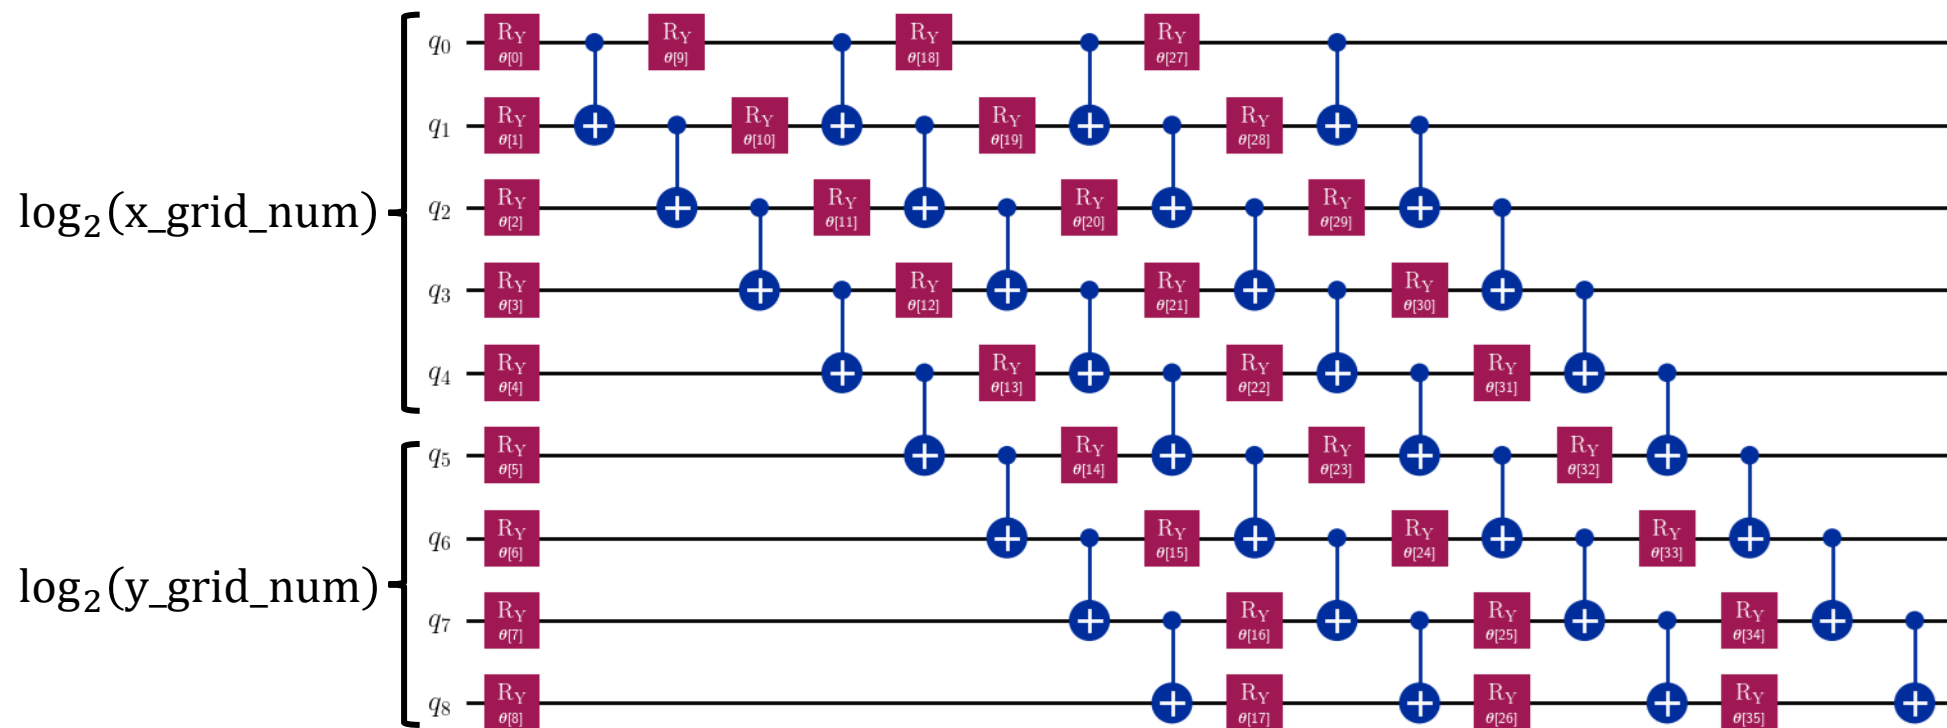 q₀ R_Y θ[0] R_Y θ[9] R_Y θ[18] R_Y θ[27]
q₁ R_Y θ[1] R_Y θ[10] R_Y θ[19] R_Y θ[28]
log₂(x_grid_num)
q₂ R_Y θ[2] R_Y θ[11] R_Y θ[20] R_Y θ[29]
q₃ R_Y θ[3] R_Y θ[12] R_Y θ[21] R_Y θ[30]
q₄ R_Y θ[4] R_Y θ[13] R_Y θ[22] R_Y θ[31]
q₅ R_Y θ[5] R_Y θ[14] R_Y θ[23] R_Y θ[32]
q₆ R_Y θ[6] R_Y θ[15] R_Y θ[24] R_Y θ[33]
log₂(y_grid_num)
q₇ R_Y θ[7] R_Y θ[16] R_Y θ[25] R_Y θ[34]
q₈ R_Y θ[8] R_Y θ[17] R_Y θ[26] R_Y θ[35]